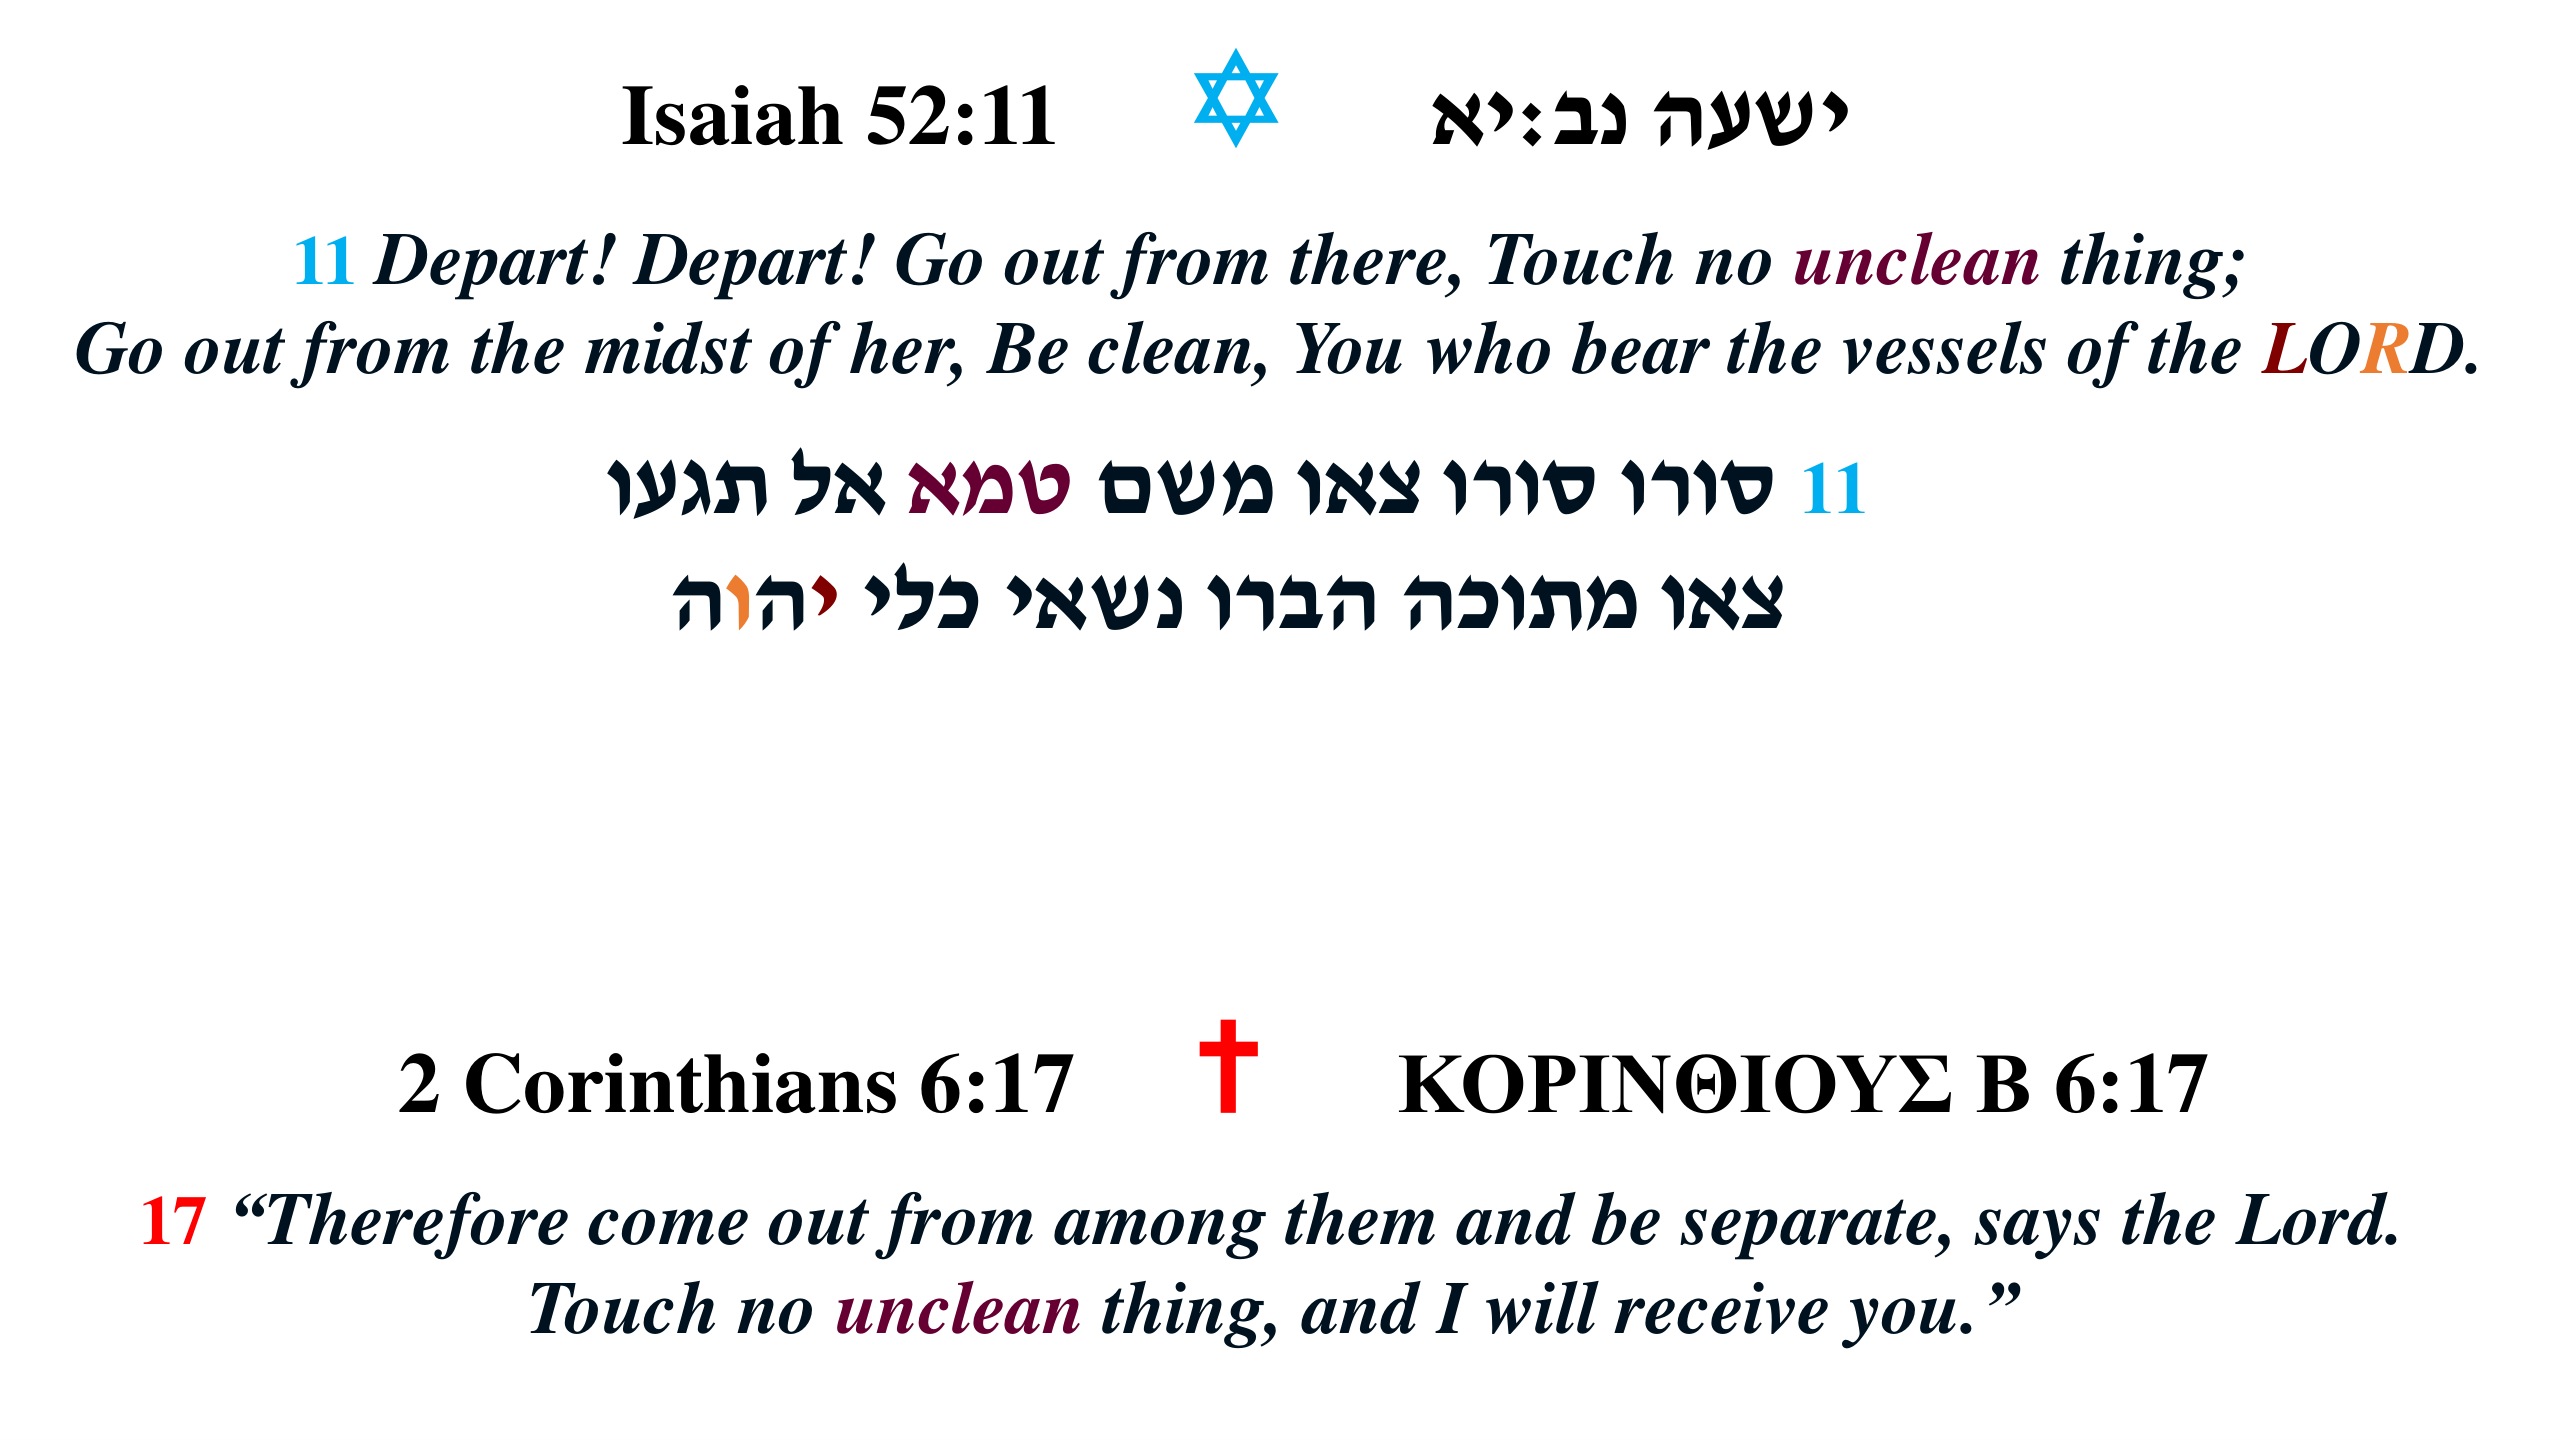 Isaiah 52:11 ✡ ישעה נב:יא
11 Depart! Depart! Go out from there, Touch no unclean thing;
Go out from the midst of her, Be clean, You who bear the vessels of the LORD.
11 סורו סורו צאו משם טמא אל תגעו
צאו מתוכה הברו נשאי כלי יהוה
2 Corinthians 6:17 ✝ ΚΟΡΙΝΘΙΟΥΣ Β 6:17
17 “Therefore come out from among them and be separate, says the Lord.
Touch no unclean thing, and I will receive you.”